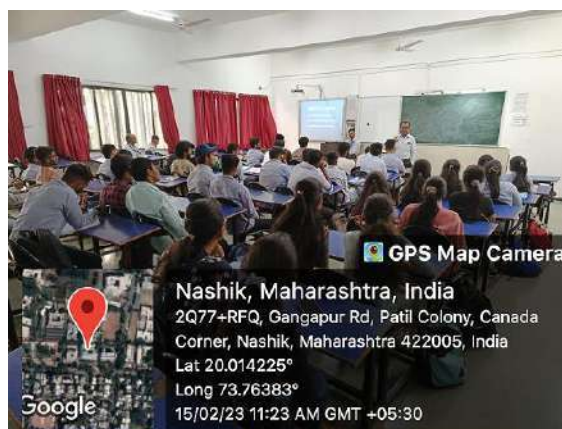 GPS Map Camera
Nashik, Maharashtra, India
2Q77+RFQ, Gangapur Rd, Patil Colony, Canada
Corner, Nashik, Maharashtra 422005, India
Lat 20.014225°
Long 73.76383°
15/02/23 11:23 AM GMT +05:30
Google